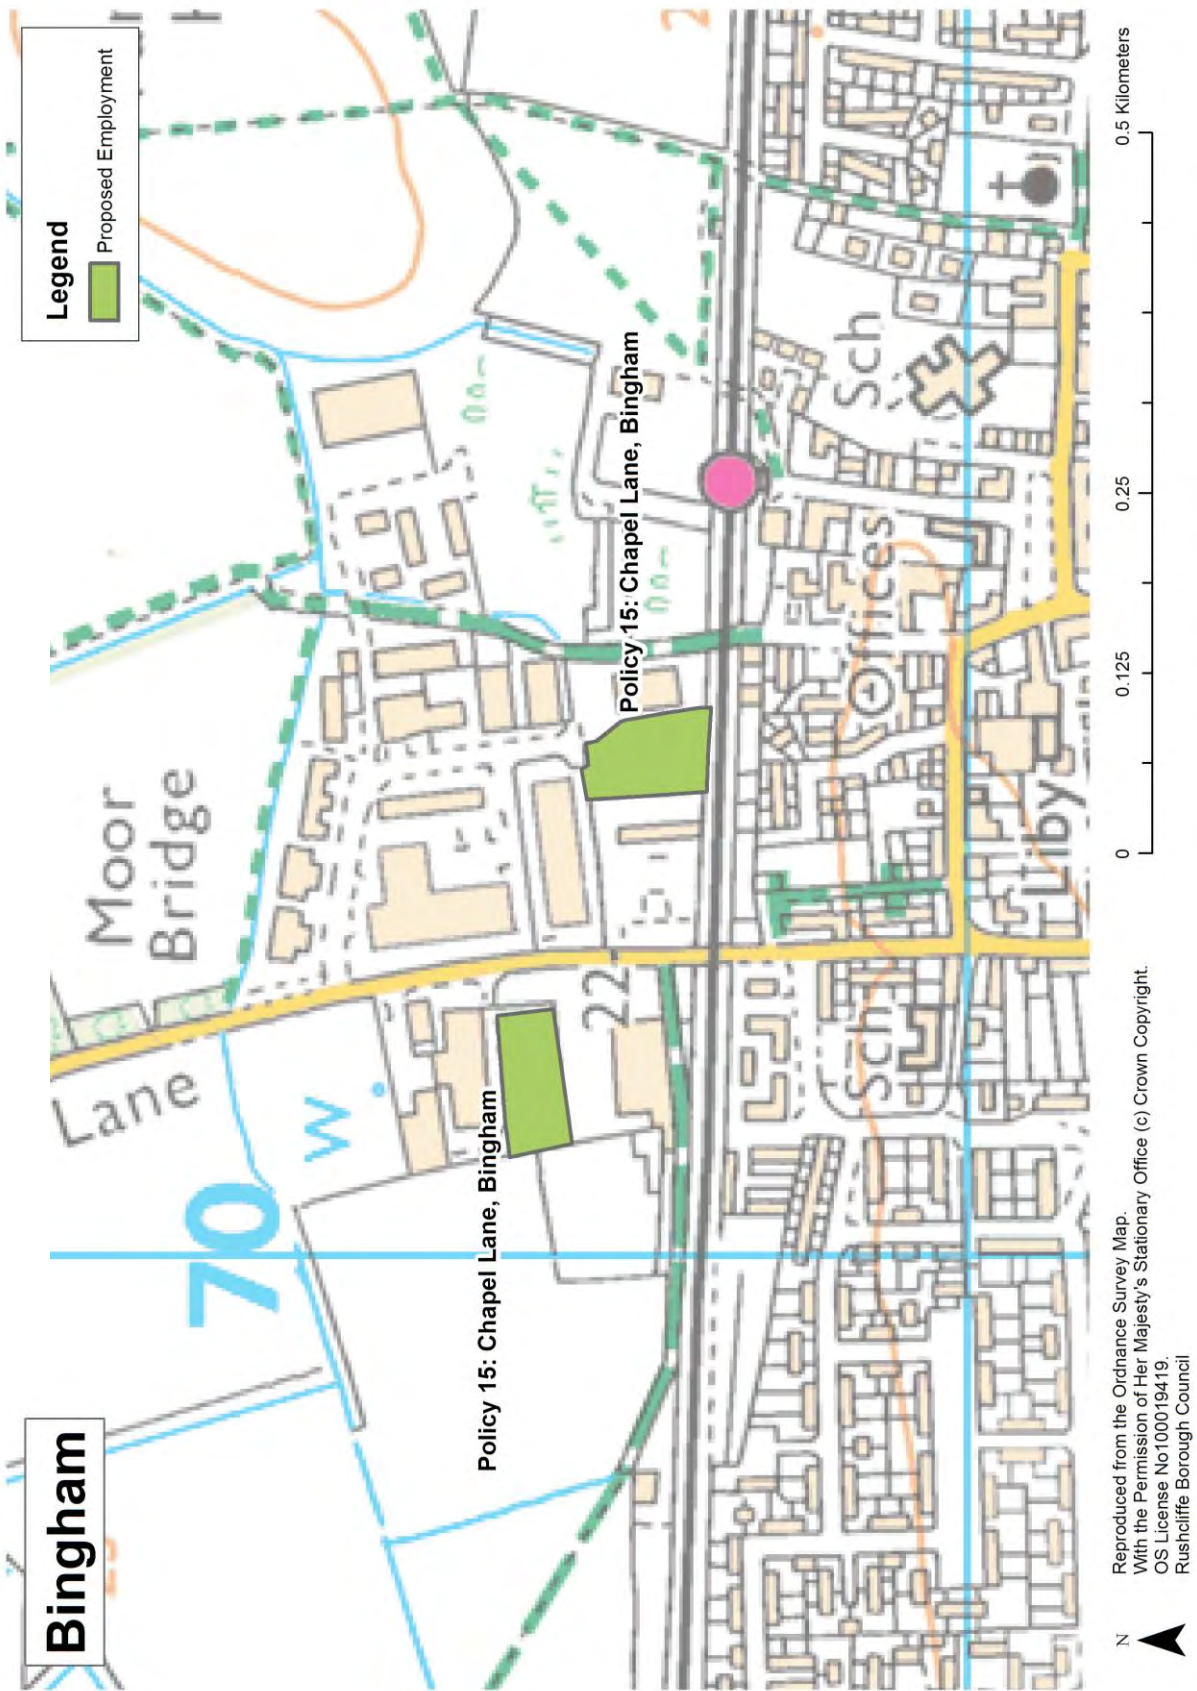 Bingham
Legend
Proposed Employment
Moor
Bridge
Lane
70
W
22
Policy 15: Chapel Lane, Bingham
Policy 15: Chapel Lane, Bingham
Sch
Offices
Sch
Liby
N
Reproduced from the Ordnance Survey Map.
With the Permission of Her Majesty's Stationary Office (c) Crown Copyright.
OS License No100019419.
Rushcliffe Borough Council
0 0.125 0.25 0.5 Kilometers